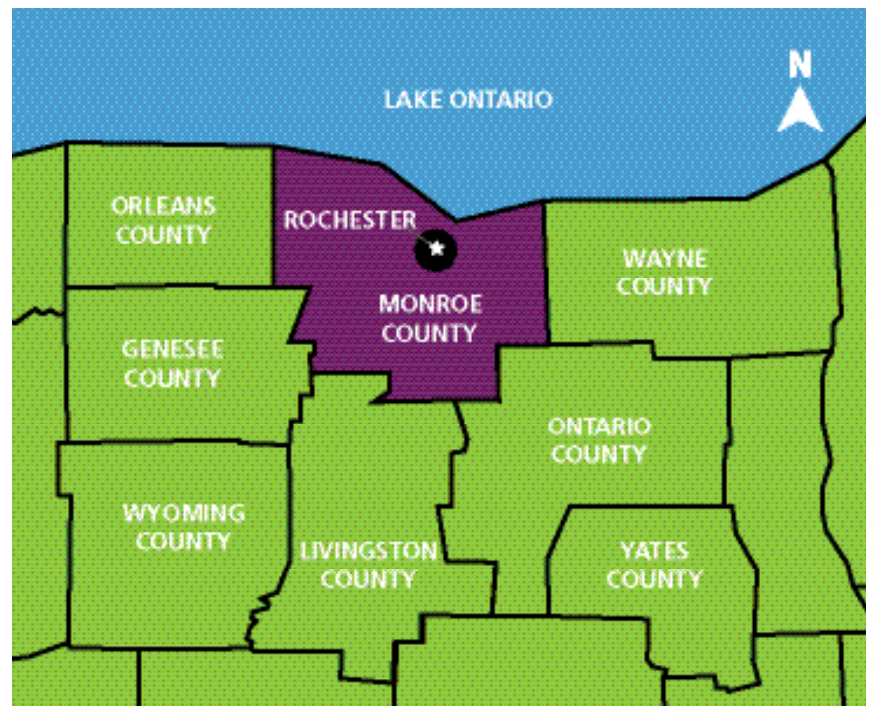 LAKE ONTARIO
N
ORLEANS
COUNTY
ROCHESTER
WAYNE
COUNTY
MONROE
COUNTY
GENESEE
COUNTY
ONTARIO
COUNTY
WYOMING
COUNTY
LIVINGSTON
COUNTY
YATES
COUNTY